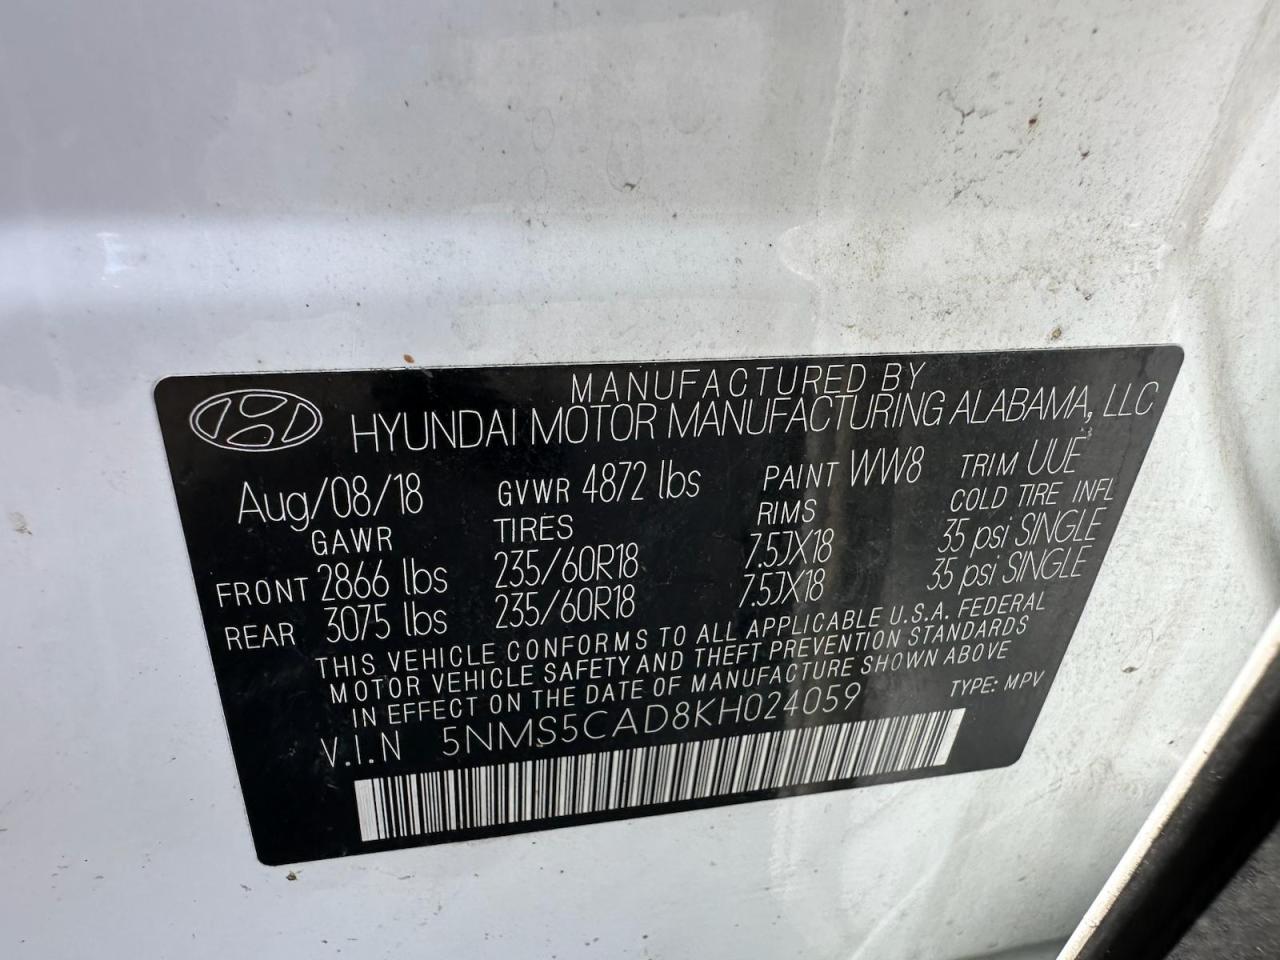 MANUFACTURED BY
HYUNDAI MOTOR MANUFACTURING ALABAMA, LLC
Aug/08/18 GVWR 4872 lbs PAINT WW8 TRIM UUE
GAWR TIRES RIMS COLD TIRE INFL
FRONT 2866 lbs 235/60R18 7.5JX18 35 psi SINGLE
REAR 3075 lbs 235/60R18 7.5JX18 35 psi SINGLE
THIS VEHICLE CONFORMS TO ALL APPLICABLE U.S.A. FEDERAL
MOTOR VEHICLE SAFETY AND THEFT PREVENTION STANDARDS
IN EFFECT ON THE DATE OF MANUFACTURE SHOWN ABOVE
V.I.N 5NMS5CAD8KH024059 TYPE: MPV